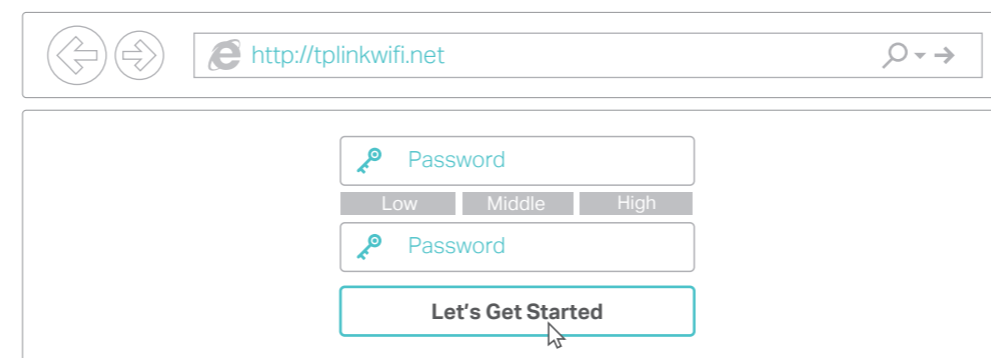 http://tplinkwifi.net
Password
Low Middle High
Password
Let's Get Started